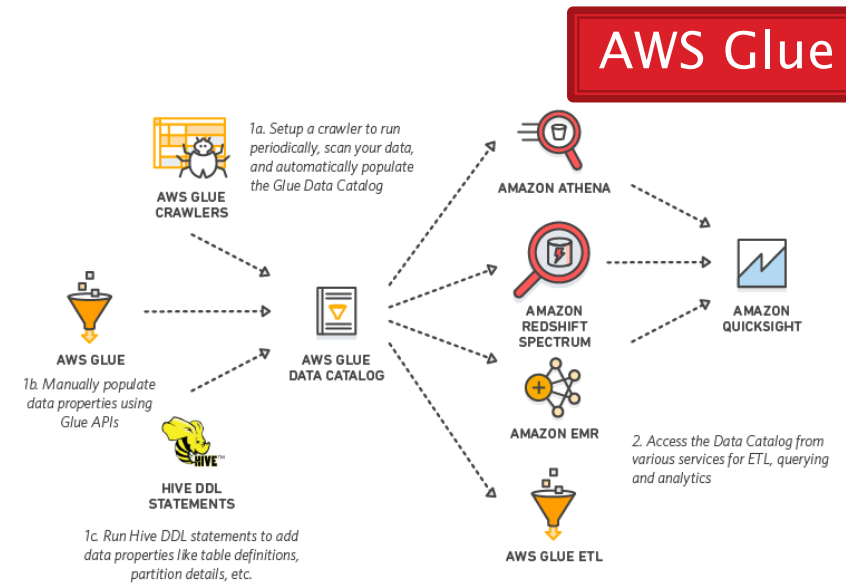 AWS Glue
1a. Setup a crawler to run
periodically, scan your data,
and automatically populate
the Glue Data Catalog
AWS GLUE
CRAWLERS
AMAZON ATHENA
AWS GLUE
1b. Manually populate
data properties using
Glue APIs
AWS GLUE
DATA CATALOG
AMAZON
REDSHIFT
SPECTRUM
AMAZON
QUICKSIGHT
HIVE TM
HIVE DDL
STATEMENTS
1c. Run Hive DDL statements to add
data properties like table definitions,
partition details, etc.
AMAZON EMR
2. Access the Data Catalog from
various services for ETL, querying
and analytics
AWS GLUE ETL